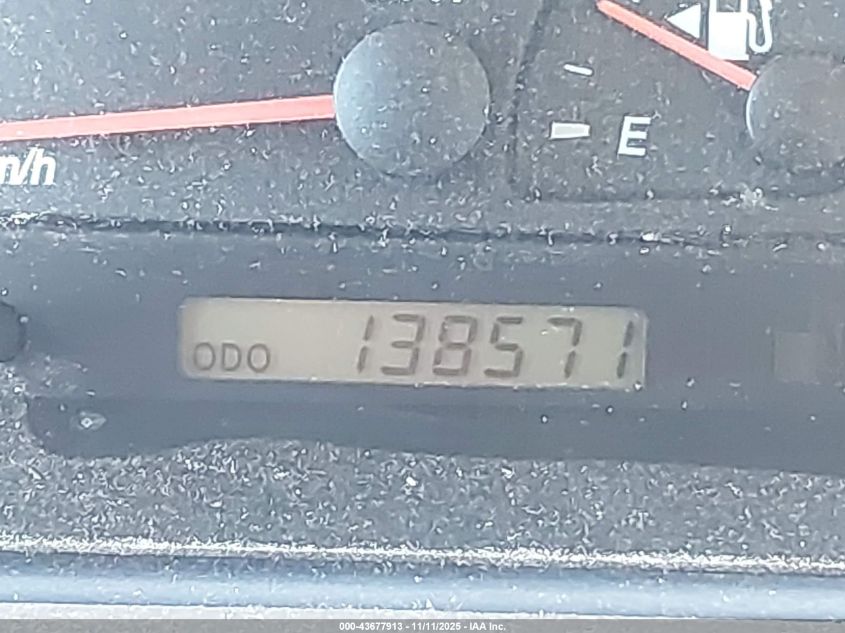 E
ODO 138571
000-43677913 - 11/11/2025 - IAA Inc.